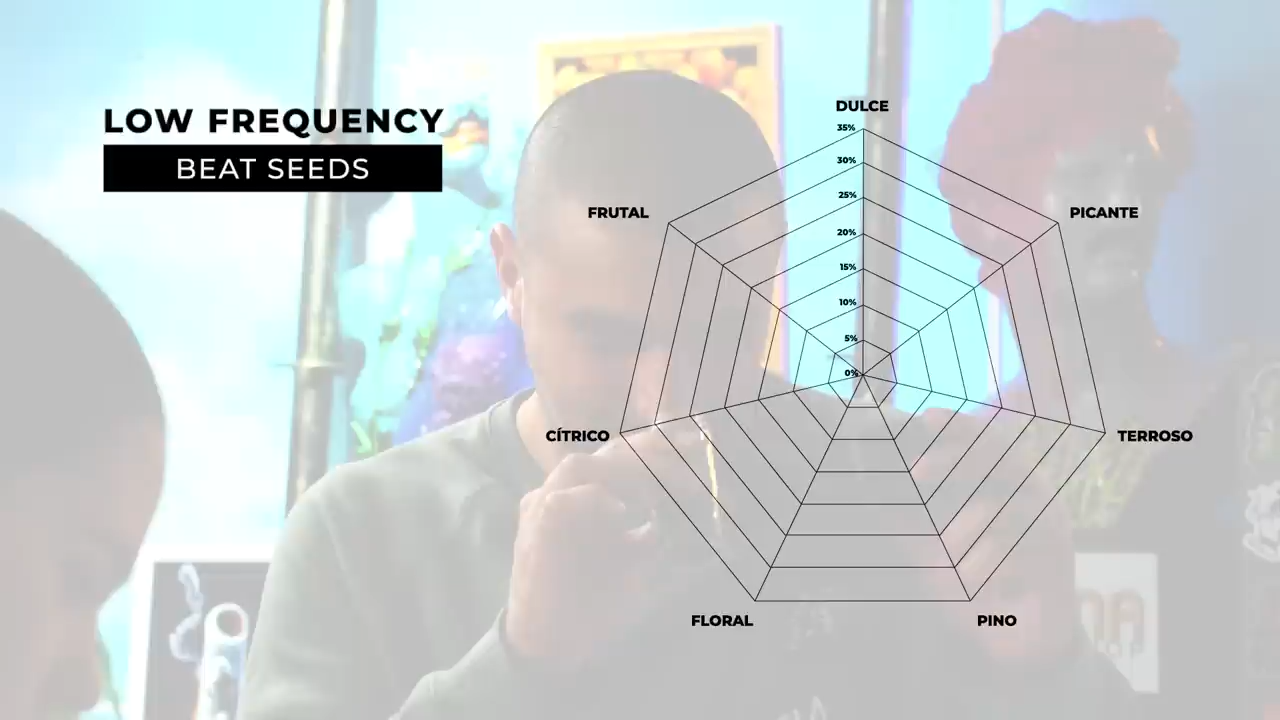 LOW FREQUENCY
BEAT SEEDS
DULCE
35%
30%
25%
20%
15%
10%
5%
0%
FRUTAL
PICANTE
CÍTRICO
TERROSO
FLORAL
PINO